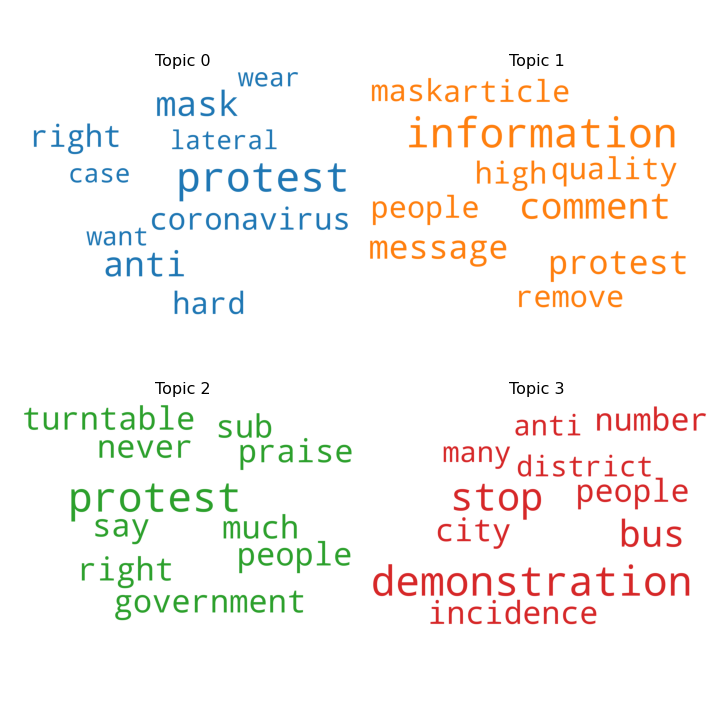 Topic 0
wear
mask
right
lateral
case
protest
coronavirus
want
anti
hard
Topic 1
mask article
information
high quality
people
comment
message
protest
remove
Topic 2
turntable
sub
never
praise
protest
say
much
people
right
government
Topic 3
number
anti
many
district
stop
people
city
bus
demonstration
incidence